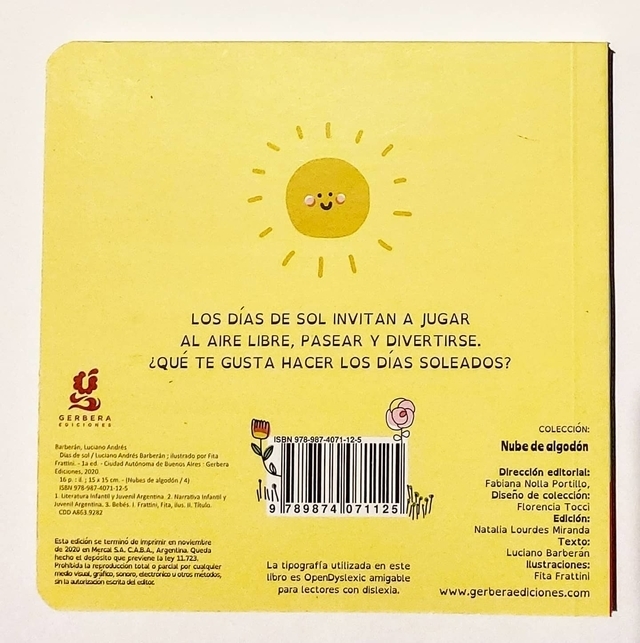 LOS DÍAS DE SOL INVITAN A JUGAR
AL AIRE LIBRE, PASEAR Y DIVERTIRSE.
¿QUÉ TE GUSTA HACER LOS DÍAS SOLEADOS?
GERBERA
EDICIONES
Barberán, Luciano Andrés
Días de sol / Luciano Andrés Barberán ; ilustrado por Fita
Frattini. - 1a ed. - Ciudad Autónoma de Buenos Aires : Gerbera
Ediciones, 2020.
16 p. : il. ; 15 x 15 cm. - (Nubes de algodón / 4)
ISBN 978-987-4071-12-5
1. Literatura Infantil y Juvenil Argentina. 2. Narrativa Infantil y
Juvenil Argentina. 3. Bebés. I. Frattini, Fita, ilus. II. Título.
CDD A863.9282
Esta edición se terminó de imprimir en noviembre
de 2020 en Mercal S.A. C.A.B.A., Argentina. Queda
hecho el depósito que previene la ley 11.723.
Prohibida la reproducción total o parcial por cualquier
medio visual, gráfico, sonoro, electrónico u otros métodos,
sin la autorización escrita del editor.
ISBN 978-987-4071-12-5
9 789874 071125
La tipografía utilizada en este
libro es OpenDyslexic amigable
para lectores con dislexia.
COLECCIÓN:
Nube de algodón
Dirección editorial:
Fabiana Nolla Portillo,
Diseño de colección:
Florencia Tocci
Edición:
Natalia Lourdes Miranda
Texto:
Luciano Barberán
Ilustraciones:
Fita Frattini
www.gerberaediciones.com